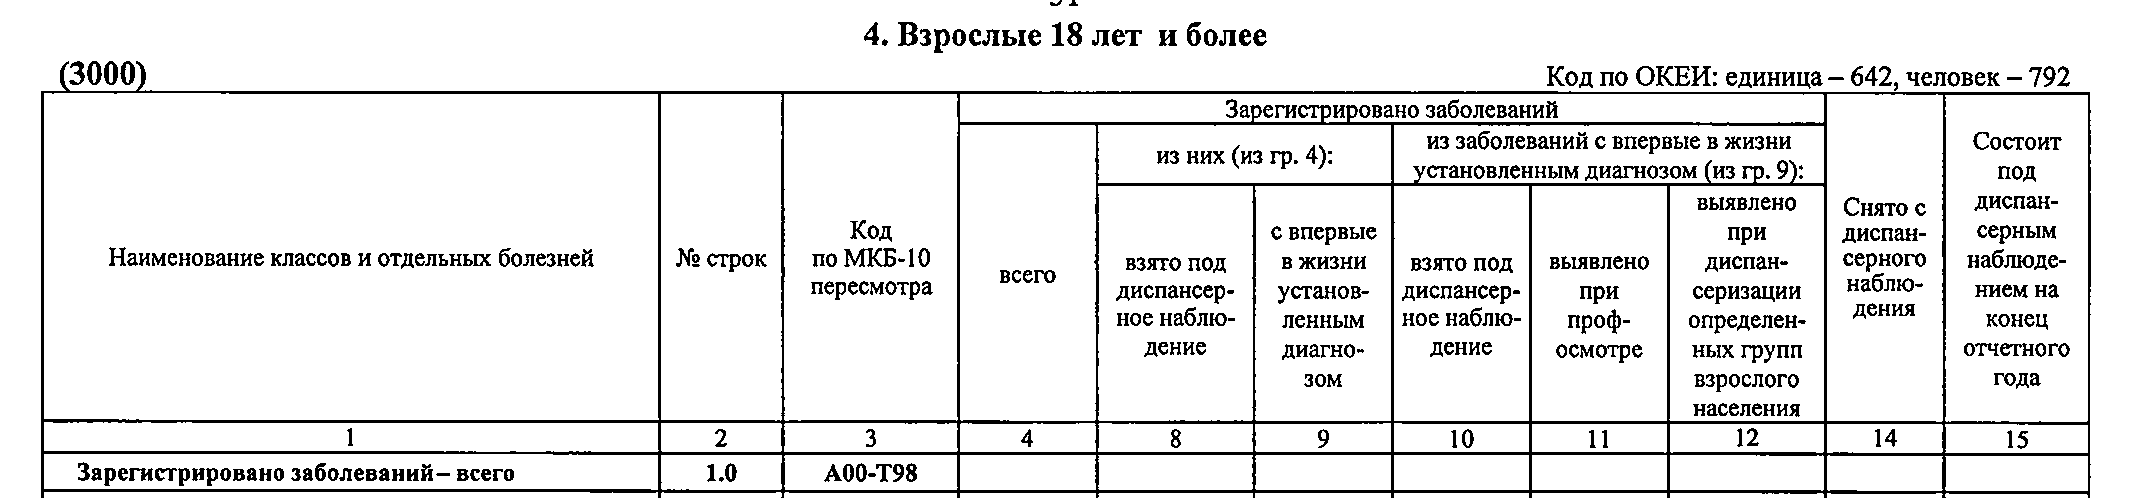 4. Взрослые 18 лет и более
(3000)
Код по ОКЕИ: единица – 642, человек – 792
Наименование классов и отдельных болезней
№ строк
Код
по МКБ-10
пересмотра
Зарегистрировано заболеваний
всего
из них (из гр. 4):
взято под
диспансер-
ное наблю-
дение
с впервые
в жизни
установ-
ленным
диагно-
зом
из заболеваний с впервые в жизни
установленным диагнозом (из гр. 9):
взято под
диспансер-
ное наблю-
дение
выявлено
при
проф-
осмотре
выявлено
при
диспан-
серизации
определен-
ных групп
взрослого
населения
Снято с
диспан-
серного
наблю-
дения
Состоит
под
диспан-
серным
наблюде-
нием на
конец
отчетного
года
1 2 3 4 8 9 10 11 12 14 15
Зарегистрировано заболеваний– всего 1.0 А00-Т98